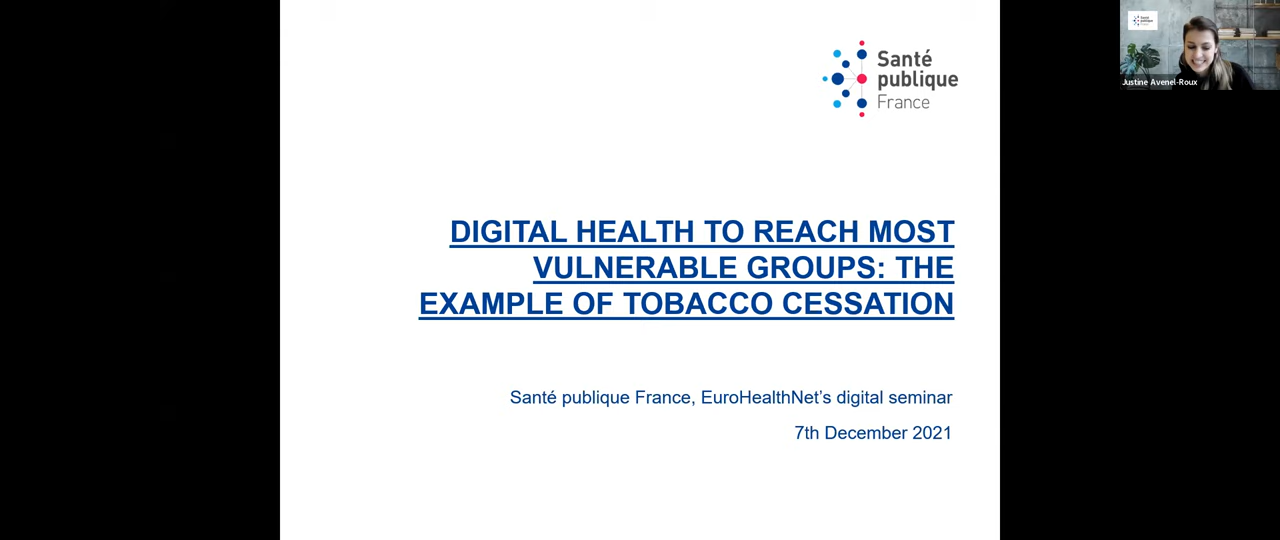 Santé
publique
France
Justine Avenel-Roux
DIGITAL HEALTH TO REACH MOST
VULNERABLE GROUPS: THE
EXAMPLE OF TOBACCO CESSATION
Santé publique France, EuroHealthNet’s digital seminar
7th December 2021